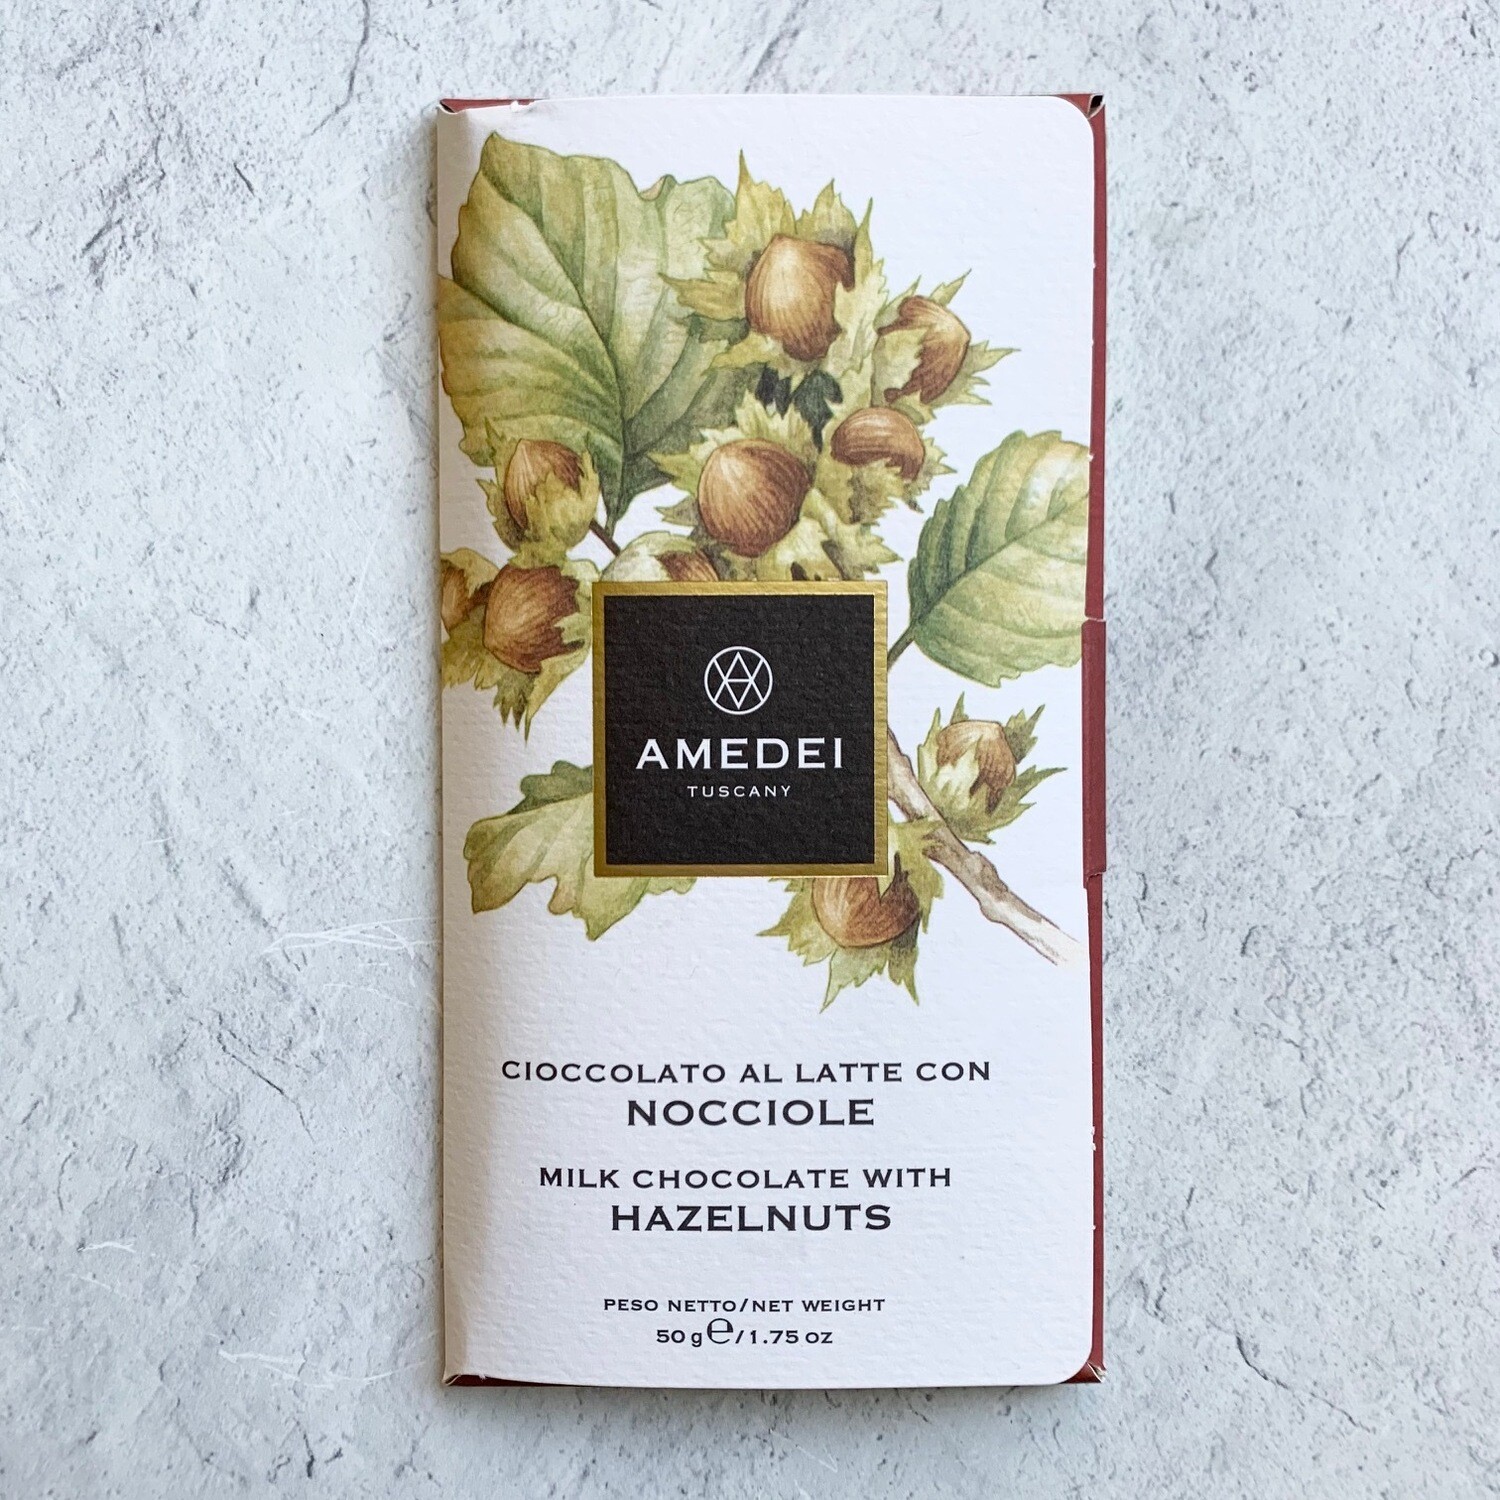 AMEDEI
TUSCANY
CIOCCOLATO AL LATTE CON
NOCCIOLE
MILK CHOCOLATE WITH
HAZELNUTS
PESO NETTO/NET WEIGHT
50 g ℮/1.75 oz